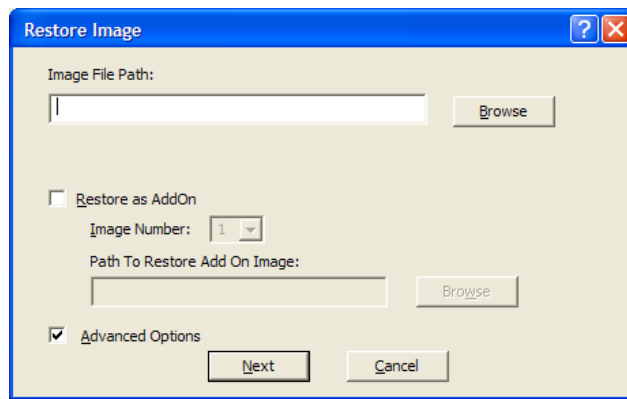 Restore Image
Image File Path:
Browse
Restore as AddOn
Image Number: 1
Path To Restore Add On Image:
Browse
Advanced Options
Next Cancel